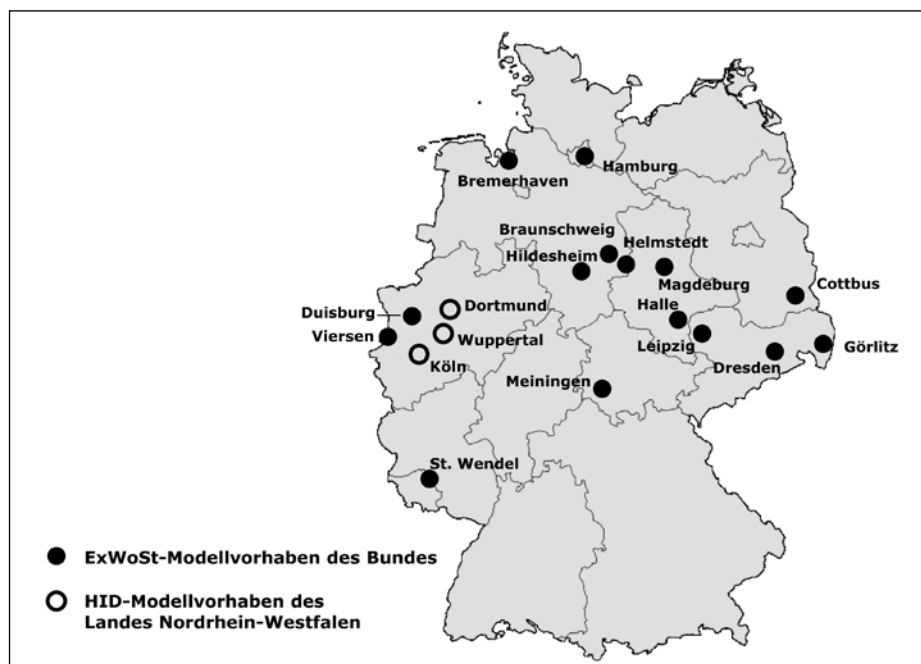 Hamburg
Bremerhaven
Braunschweig
Helmstedt
Hildesheim
Magdeburg
Cottbus
Halle
Duisburg
Dortmund
Viersen
Wuppertal
Leipzig
Görlitz
Köln
Dresden
Meiningen
St. Wendel
ExWoSt-Modellvorhaben des Bundes
HID-Modellvorhaben des
Landes Nordrhein-Westfalen